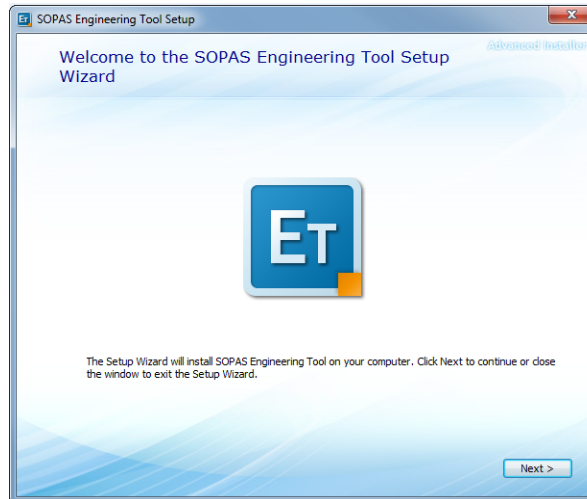 SOPAS Engineering Tool Setup
Advanced Installer
Welcome to the SOPAS Engineering Tool Setup
Wizard
ET
The Setup Wizard will install SOPAS Engineering Tool on your computer. Click Next to continue or close
the window to exit the Setup Wizard.
Next >